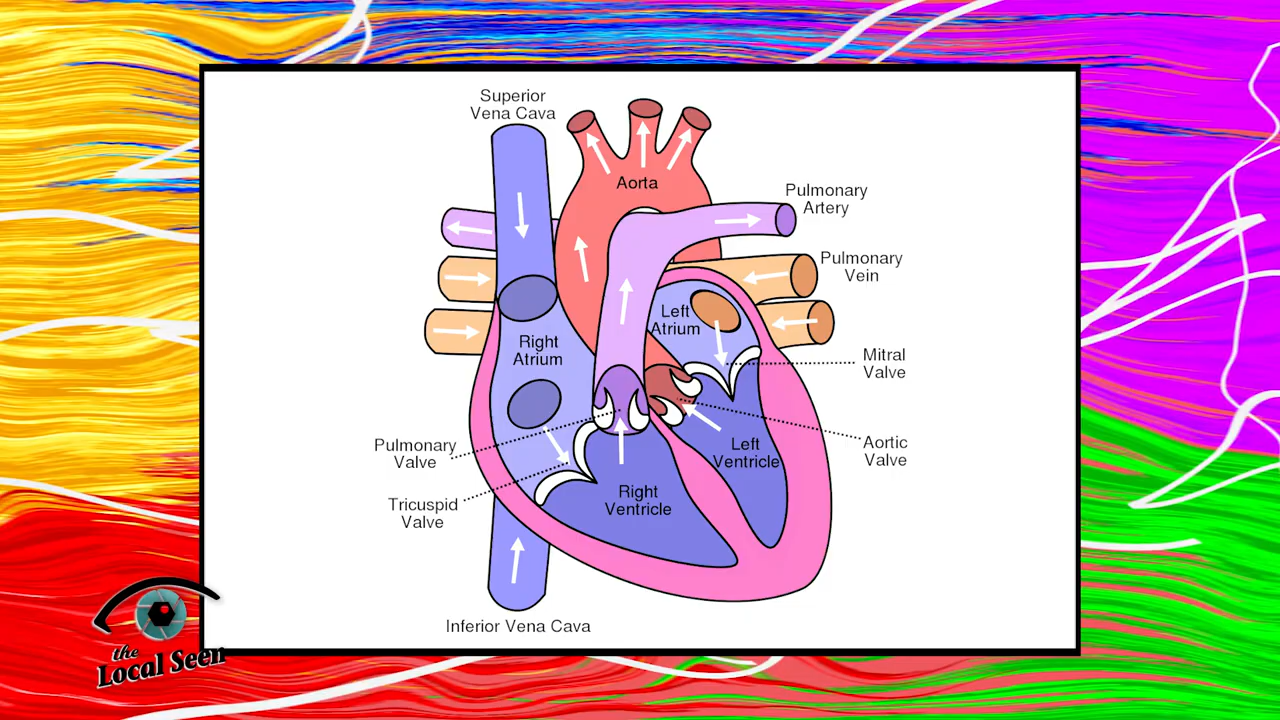 Superior
Vena Cava
Aorta
Pulmonary
Artery
Pulmonary
Vein
Left
Atrium
Right
Atrium
Mitral
Valve
Pulmonary
Valve
Left
Ventricle
Aortic
Valve
Tricuspid
Valve
Right
Ventricle
Inferior Vena Cava
the
Local Seen